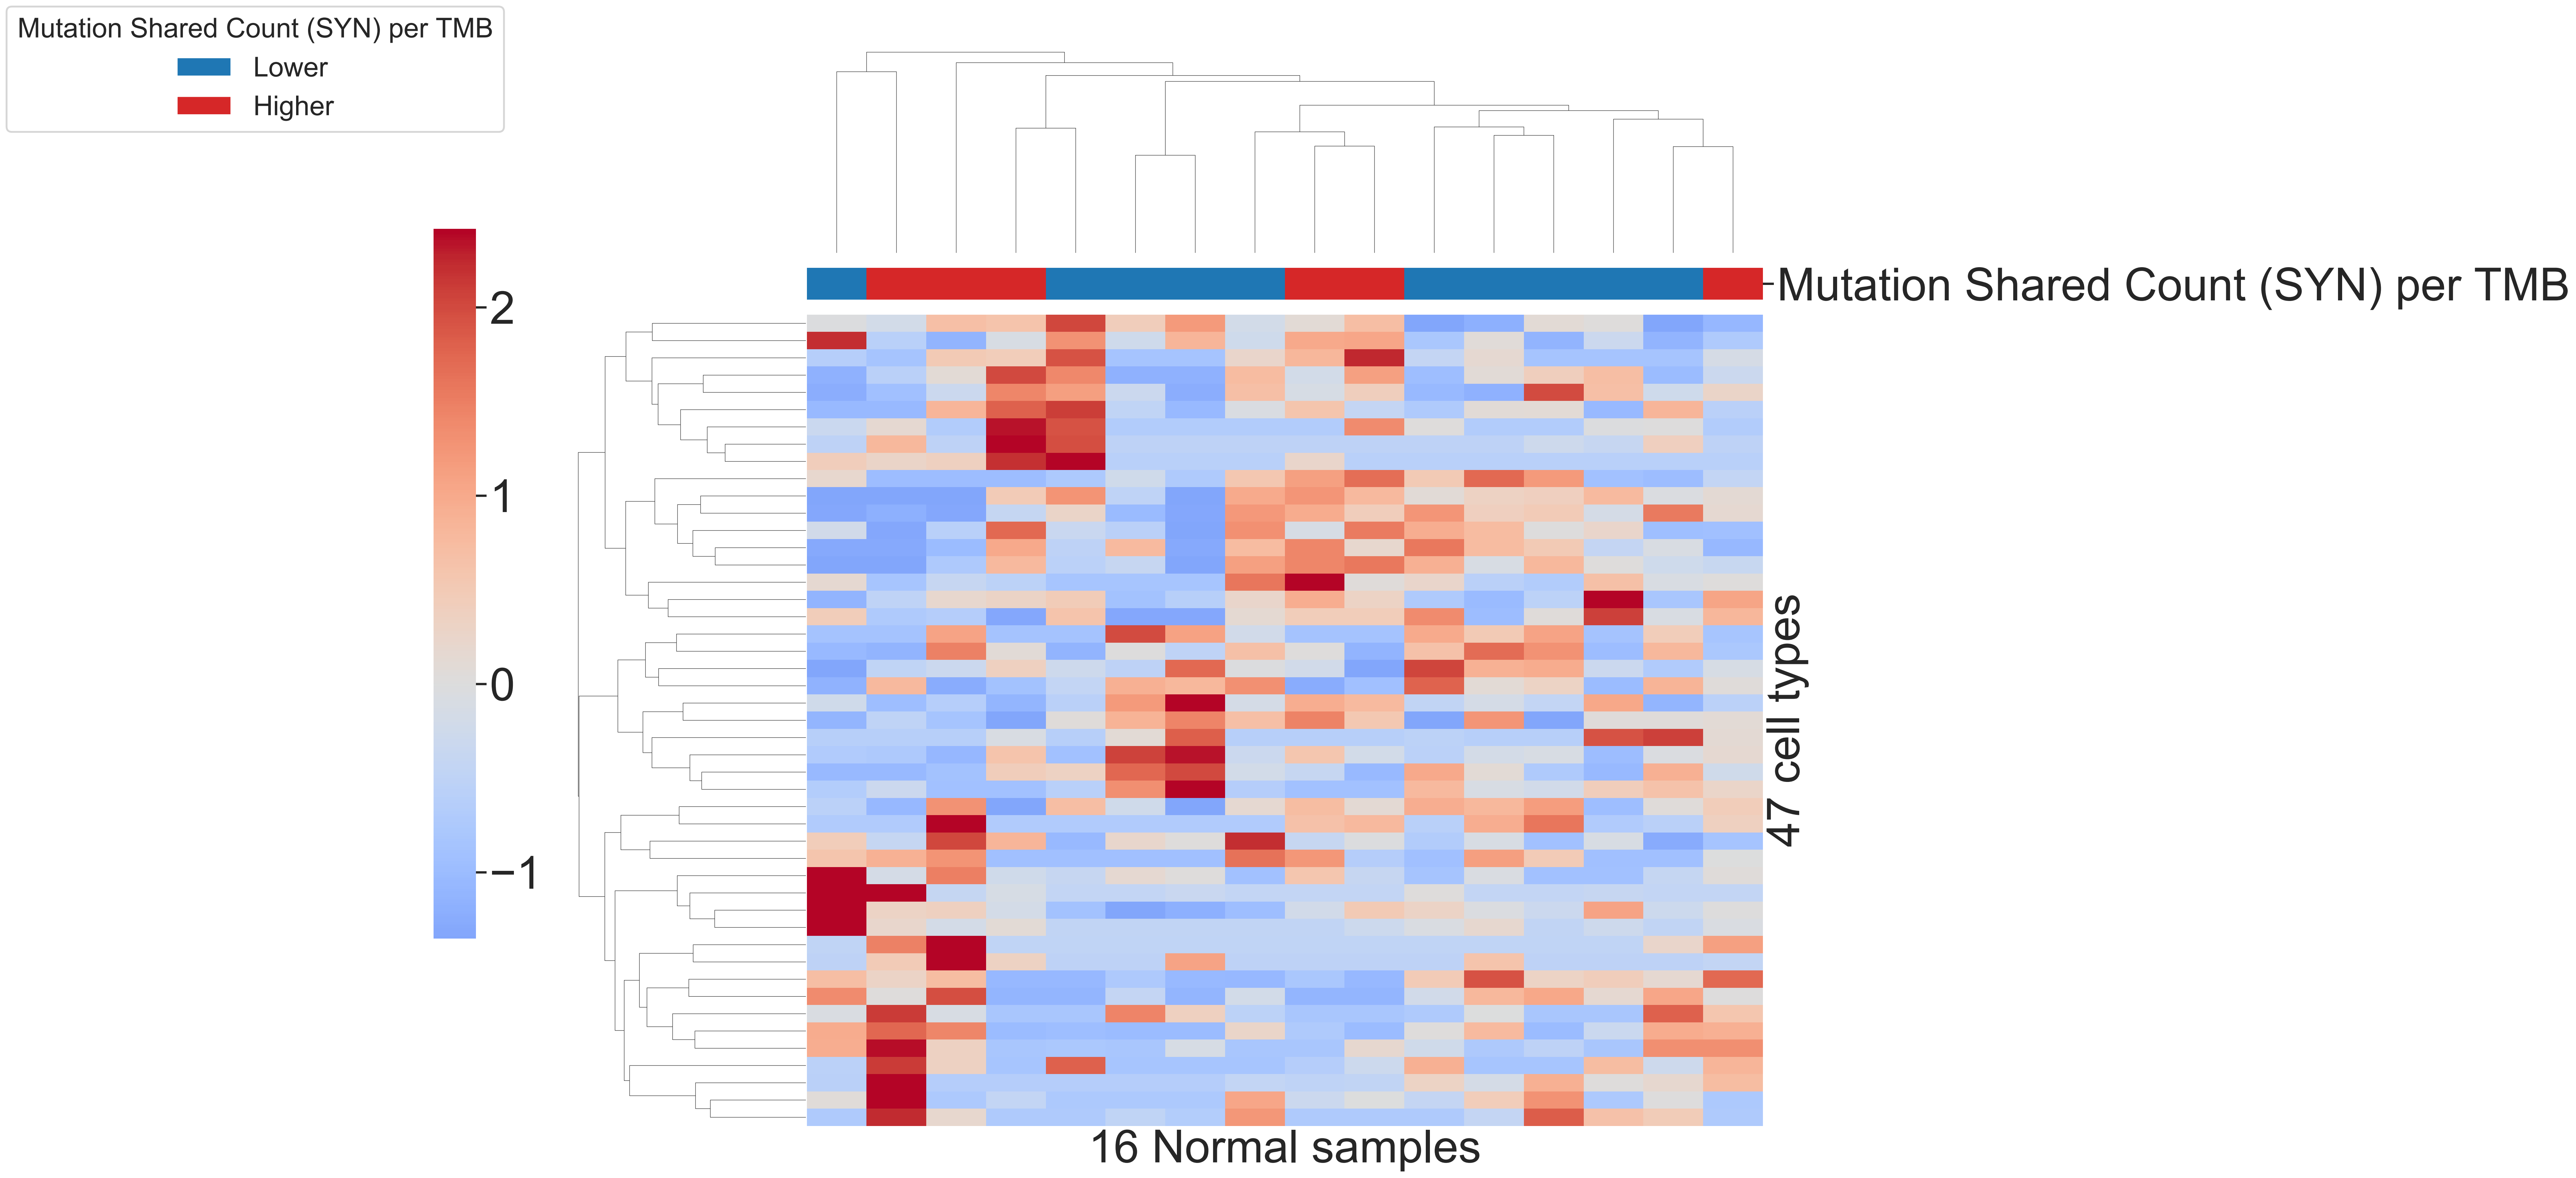 Mutation Shared Count (SYN) per TMB
Lower
Higher
Mutation Shared Count (SYN) per TMB
2
1
0
−1
47 cell types
16 Normal samples